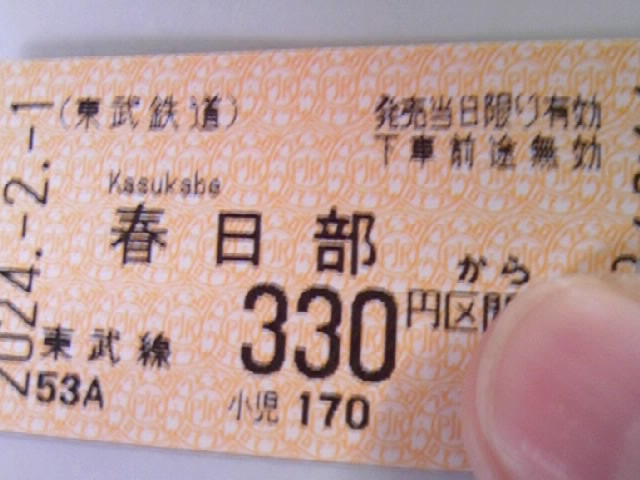 (東武鉄道)
発売当日限り有効
下車前途無効
Kasukabe
春日部
から
330円区間
東武線
小児 170
53A
2024.-2.-1